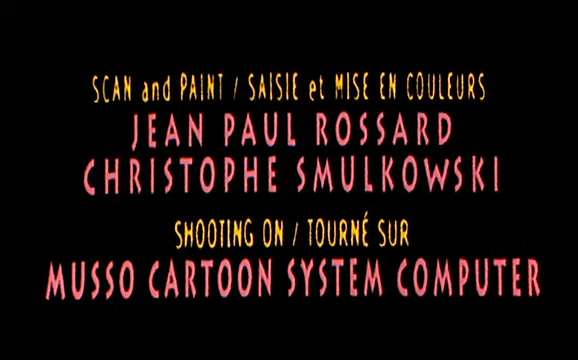 SCAN and PAINT / SAISIE et MISE EN COULEURS
JEAN PAUL ROSSARD
CHRISTOPHE SMULKOWSKI
SHOOTING ON / TOURNÉ SUR
MUSSO CARTOON SYSTEM COMPUTER